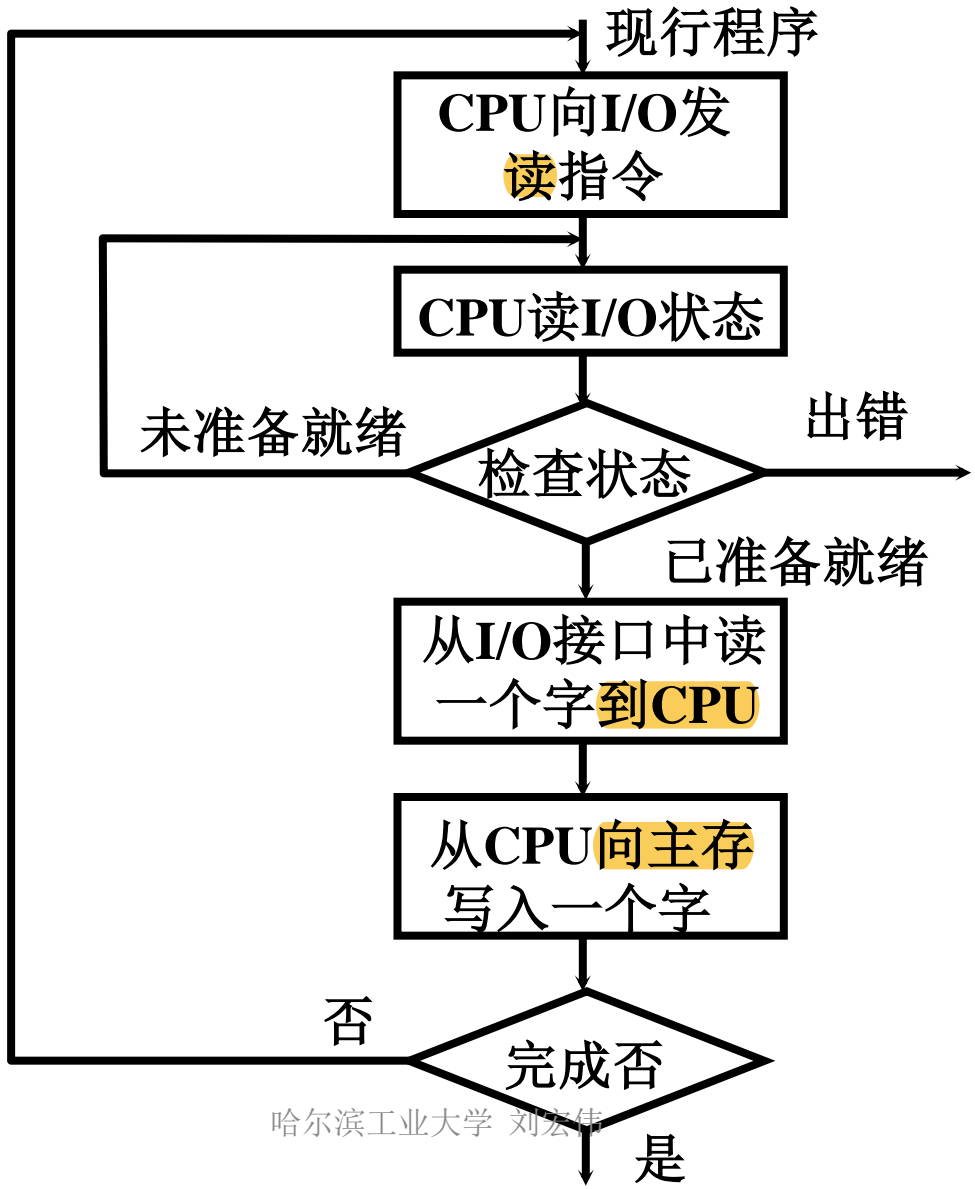 现行程序
CPU向I/O发
读指令
CPU读I/O状态
未准备就绪
检查状态
出错
已准备就绪
从I/O接口中读
一个字到CPU
从CPU向主存
写入一个字
否
完成否
哈尔滨工业大学 刘宏伟
是